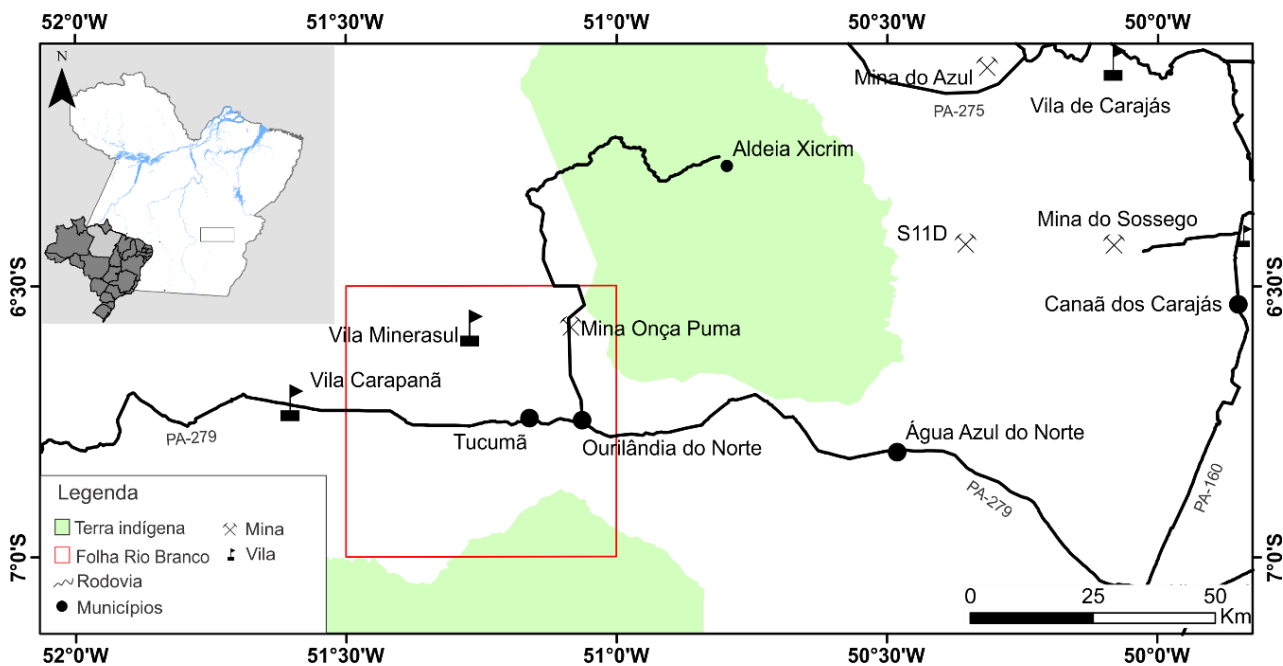 52°0'W 51°30'W 51°0'W 50°30'W 50°0'W
N
Mina do Azul
PA-275
Vila de Carajás
Aldeia Xicrim
S11D
Mina do Sossego
6°30'S
6°30'S
Canaã dos Carajás
Vila Minerasul
Mina Onça Puma
Vila Carapanã
PA-279
Tucumã
Ourilândia do Norte
Água Azul do Norte
PA-279
PA-160
Legenda
Terra indígena
Mina
Folha Rio Branco
Vila
Rodovia
Municípios
7°0'S
7°0'S
0 25 50
Km
52°0'W 51°30'W 51°0'W 50°30'W 50°0'W